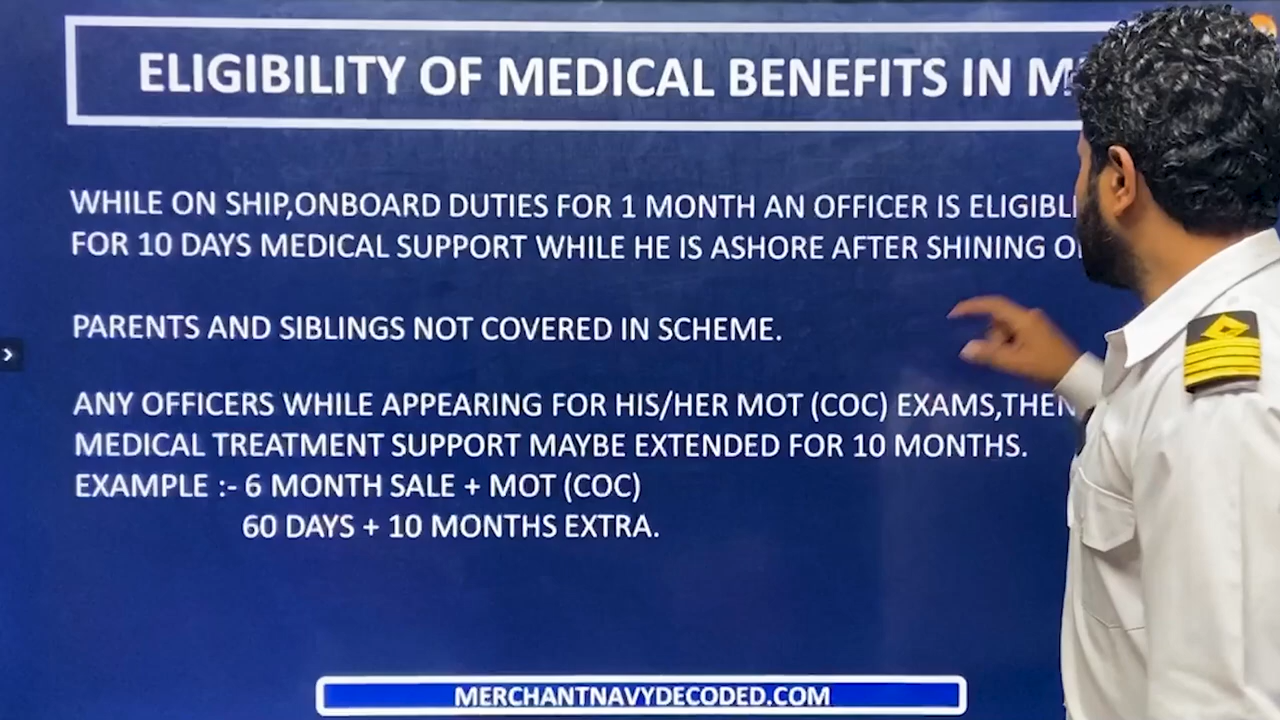 ELIGIBILITY OF MEDICAL BENEFITS IN
WHILE ON SHIP,ONBOARD DUTIES FOR 1 MONTH AN OFFICER IS
FOR 10 DAYS MEDICAL SUPPORT WHILE HE IS ASHORE AFTER SHINING
PARENTS AND SIBLINGS NOT COVERED IN SCHEME.
ANY OFFICERS WHILE APPEARING FOR HIS/HER MOT (COC) EXAMS,THEN
MEDICAL TREATMENT SUPPORT MAYBE EXTENDED FOR 10 MONTHS.
EXAMPLE :- 6 MONTH SALE + MOT (COC)
60 DAYS + 10 MONTHS EXTRA.
MERCHANTNAVYDECODED.COM